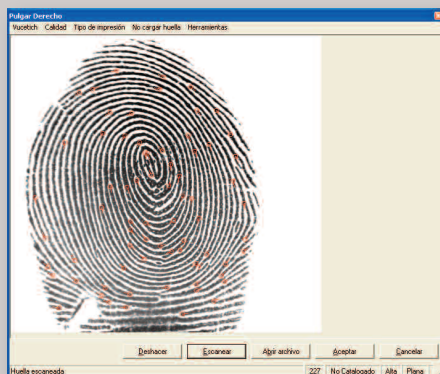 Pulgar Derecho
Vucetich Calidad Tipo de impresión No cargar huella Herramientas
Deshacer Escanear Abrir archivo Aceptar Cancelar
Huella escaneada 227 No Catalogado Alta Plana